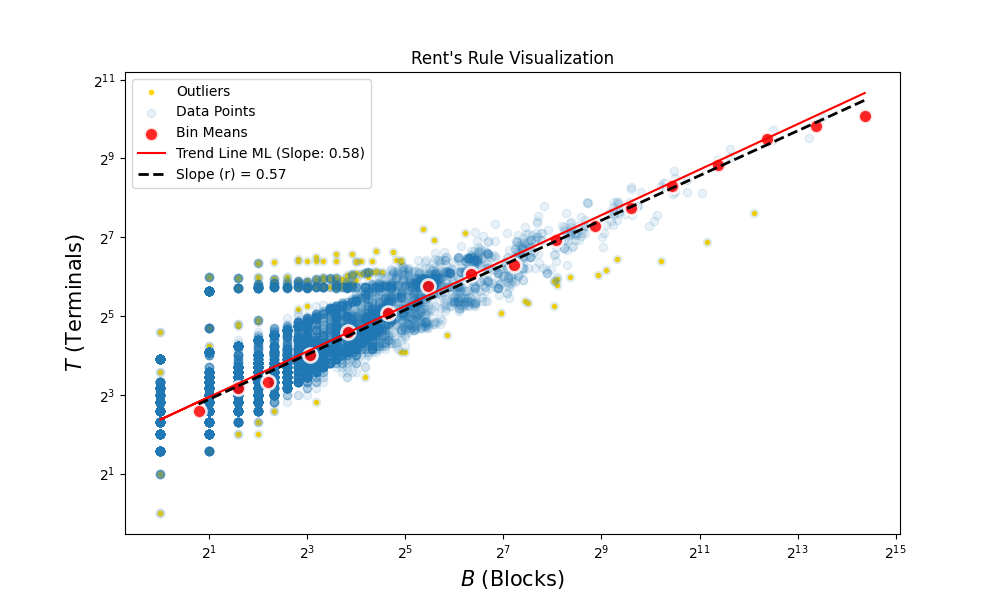 Rent's Rule Visualization
Outliers
Data Points
Bin Means
Trend Line ML (Slope: 0.58)
Slope (r) = 0.57
T (Terminals)
2^11
2^9
2^7
2^5
2^3
2^1
2^1 2^3 2^5 2^7 2^9 2^11 2^13 2^15
B (Blocks)